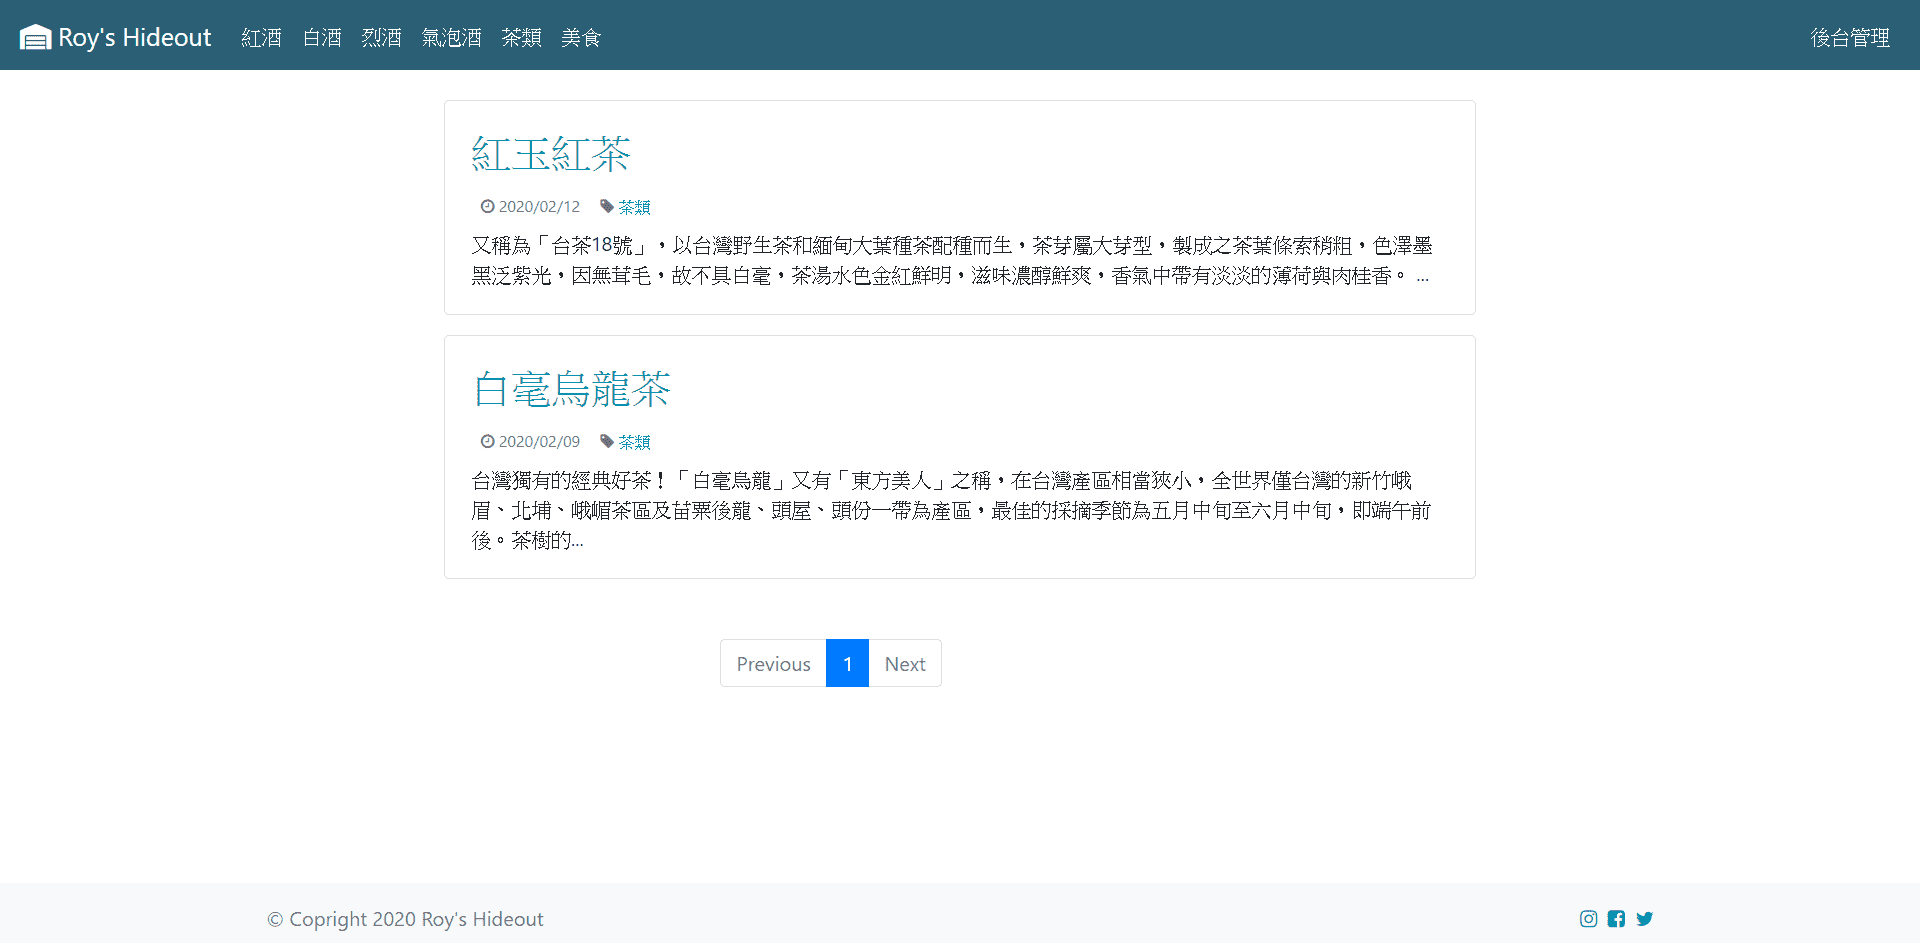 Roy's Hideout 紅酒 白酒 烈酒 氣泡酒 茶類 美食 後台管理
紅玉紅茶
2020/02/12 茶類
又稱為「台茶18號」，以台灣野生茶和緬甸大葉種茶配種而生，茶芽屬大芽型，製成之茶葉條索稍粗，色澤墨
黑泛紫光，因無茸毛，故不具白毫，茶湯水色金紅鮮明，滋味濃醇鮮爽，香氣中帶有淡淡的薄荷與肉桂香。 ...
白毫烏龍茶
2020/02/09 茶類
台灣獨有的經典好茶！「白毫烏龍」又有「東方美人」之稱，在台灣產區相當狹小，全世界僅台灣的新竹峨
眉、北埔、峨嵋茶區及苗栗後龍、頭屋、頭份一帶為產區，最佳的採摘季節為五月中旬至六月中旬，即端午前
後。茶樹的...
Previous 1 Next
© Copright 2020 Roy's Hideout